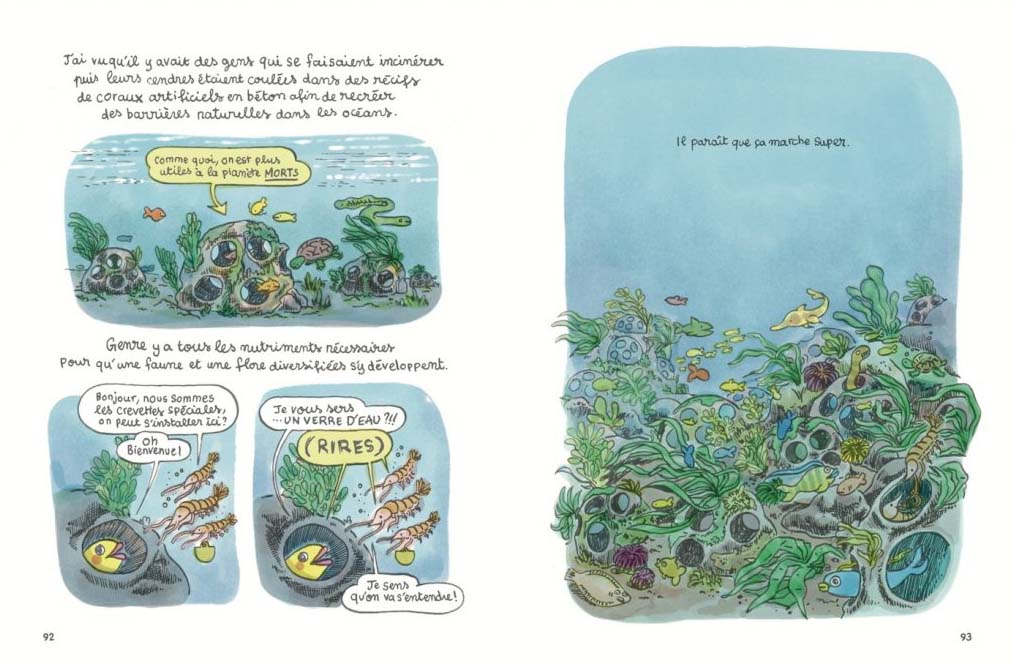 J'ai vu qu'il y avait des gens qui se faisaient incinérer
puis leurs cendres étaient coulées dans des récifs
de coraux artificiels en béton afin de recréer
des barrières naturelles dans les océans.
Comme quoi, on est plus
utiles à la planète MORTS
Genre y a tous les nutriments nécessaires
pour qu'une faune et une flore diversifiées s'y développent.
Bonjour, nous sommes
les crevettes spéciales,
on peut s'installer ici?
Oh
Bienvenue!
Je vous sers
...UN VERRE D'EAU?!!
(RIRES)
Je sens
qu'on va s'entendre!
92
Il paraît que ça marche super.
93